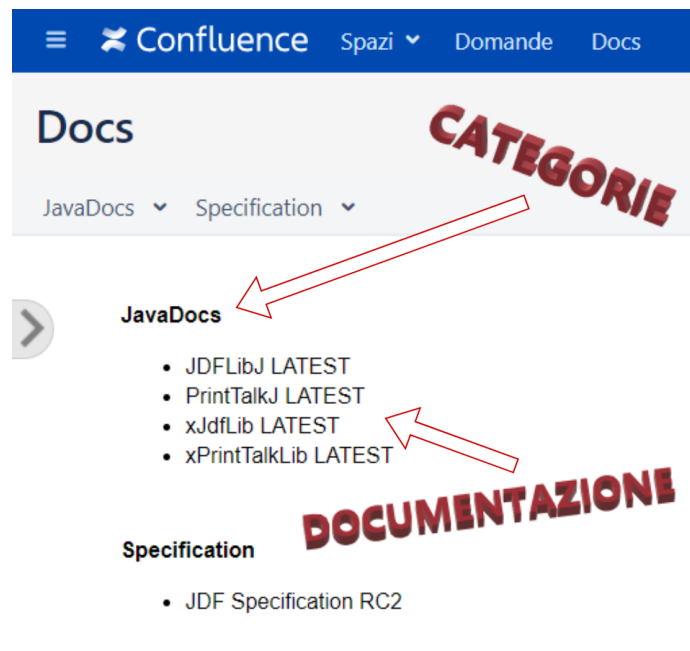 Confluence Spazi Domande Docs
Docs
CATEGORIE
JavaDocs Specification
JavaDocs
JDFLibJ LATEST
PrintTalkJ LATEST
xJdfLib LATEST
xPrintTalkLib LATEST
DOCUMENTAZIONE
Specification
JDF Specification RC2